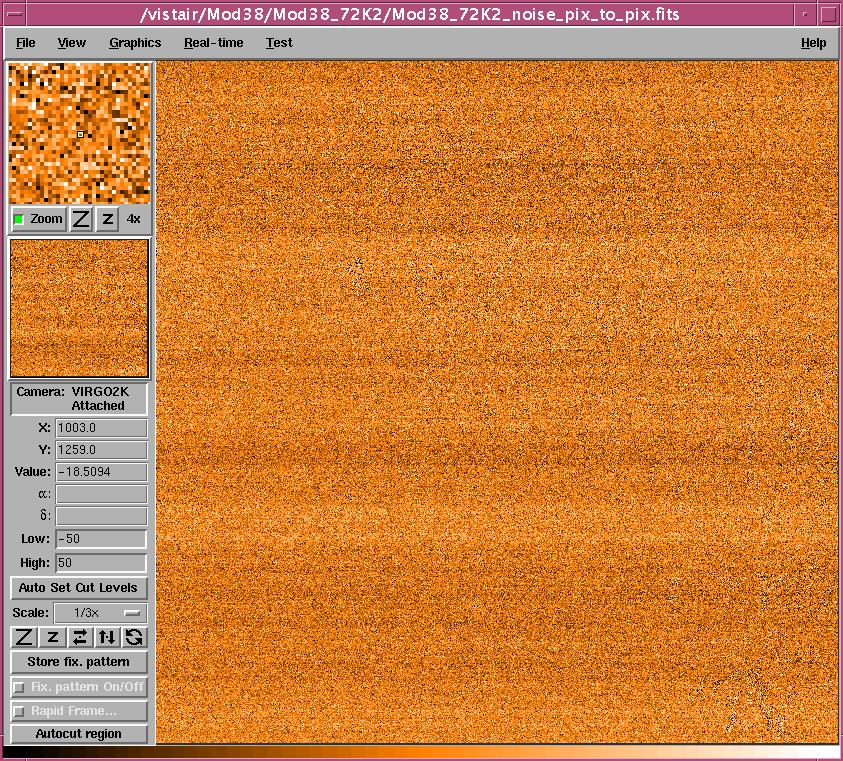 /vistair/Mod38/Mod38_72K2/Mod38_72K2_noise_pix_to_pix.fits
File View Graphics Real-time Test Help
Zoom Z z 4x
Camera: VIRGO2K
Attached
X: 1003.0
Y: 1259.0
Value: -18.5094
α:
δ:
Low: -50
High: 50
Auto Set Cut Levels
Scale: 1/3x
Z z
Store fix. pattern
Fix. pattern On/Off
Rapid Frame...
Autocut region